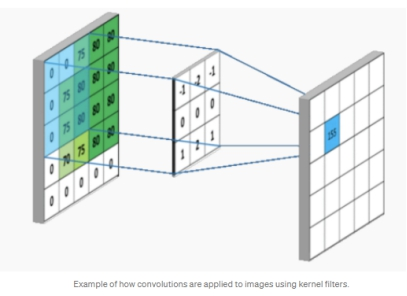 0 0 75 80 80
0 75 80 80 80
0 75 80 80 80
0 70 75 80 80
0 0 0 0 0
-1 -2 -1
0 0 0
1 2 1
155
Example of how convolutions are applied to images using kernel filters.